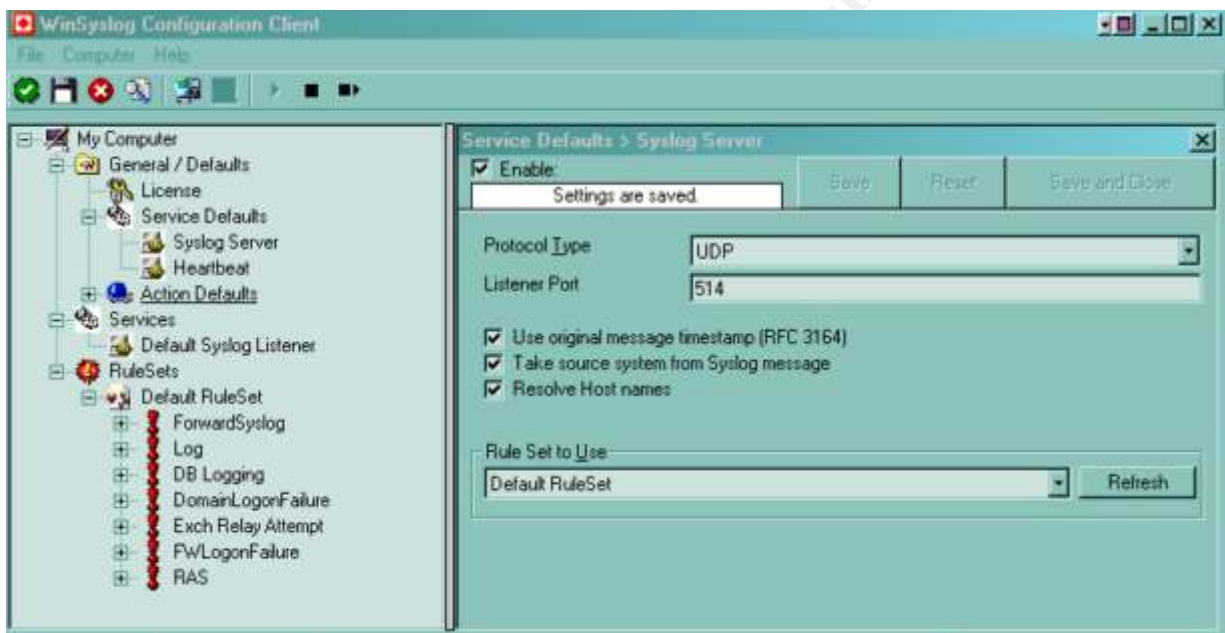 WinSyslog Configuration Client
File Computer Help
My Computer
General / Defaults
License
Service Defaults
Syslog Server
Heartbeat
Action Defaults
Services
Default Syslog Listener
RuleSets
Default RuleSet
ForwardSyslog
Log
DB Logging
DomainLogonFailure
Exch Relay Attempt
FWLogonFailure
RAS
Service Defaults > Syslog Server
Enable:
Settings are saved.
Save Reset Save and Close
Protocol Type UDP
Listener Port 514
Use original message timestamp (RFC 3164)
Take source system from Syslog message
Resolve Host names
Rule Set to Use
Default RuleSet Refresh